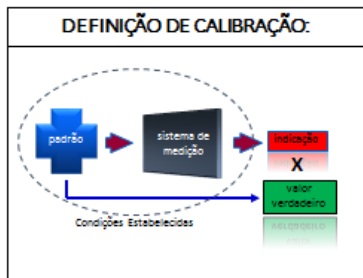 DEFINIÇÃO DE CALIBRAÇÃO:
padrão
sistema de
medição
indicação
X
valor
verdadeiro
Condições Estabelecidas